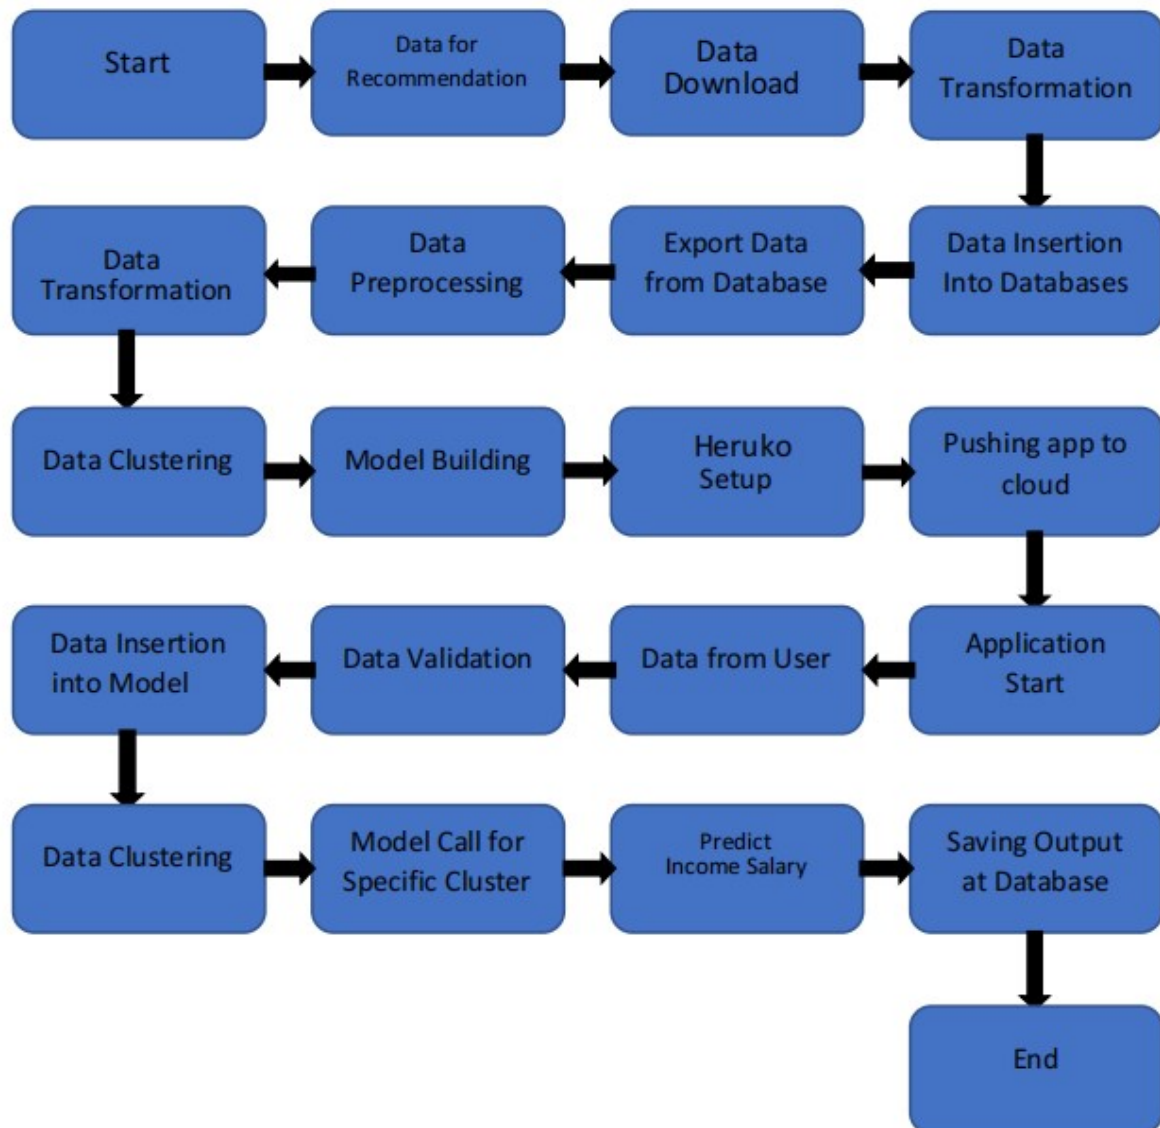 Start
Data for
Recommendation
Data
Download
Data
Transformation
Data Insertion
Into Databases
Export Data
from Database
Data
Preprocessing
Data
Transformation
Data Clustering
Model Building
Heruko
Setup
Pushing app to
cloud
Application
Start
Data from User
Data Validation
Data Insertion
into Model
Data Clustering
Model Call for
Specific Cluster
Predict
Income Salary
Saving Output
at Database
End